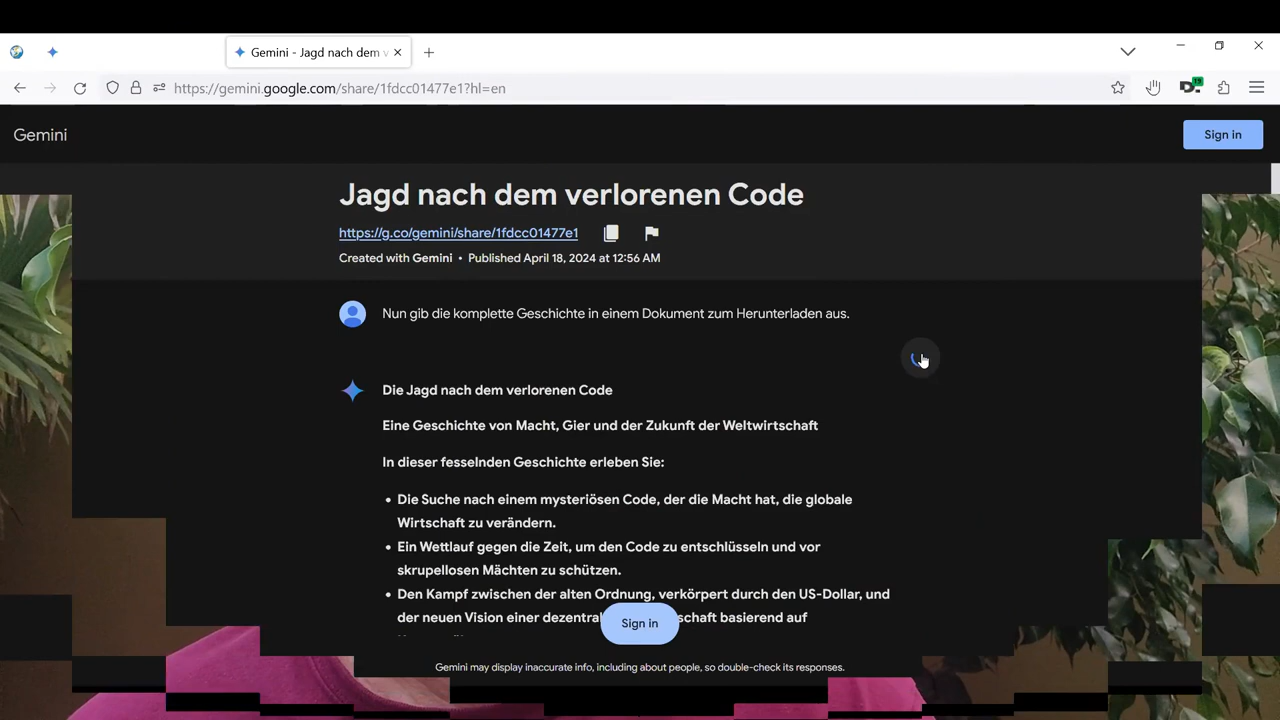 Gemini - Jagd nach dem v
https://gemini.google.com/share/1fdcc01477e1?hl=en
19
Gemini
Sign in
Jagd nach dem verlorenen Code
https://g.co/gemini/share/1fdcc01477e1
Created with Gemini • Published April 18, 2024 at 12:56 AM
Nun gib die komplette Geschichte in einem Dokument zum Herunterladen aus.
Die Jagd nach dem verlorenen Code
Eine Geschichte von Macht, Gier und der Zukunft der Weltwirtschaft
In dieser fesselnden Geschichte erleben Sie:
• Die Suche nach einem mysteriösen Code, der die Macht hat, die globale
Wirtschaft zu verändern.
• Ein Wettlauf gegen die Zeit, um den Code zu entschlüsseln und vor
skrupellosen Mächten zu schützen.
• Den Kampf zwischen der alten Ordnung, verkörpert durch den US-Dollar, und
der neuen Vision einer basierend auf
Sign in
Gemini may display inaccurate info, including about people, so double-check its responses.